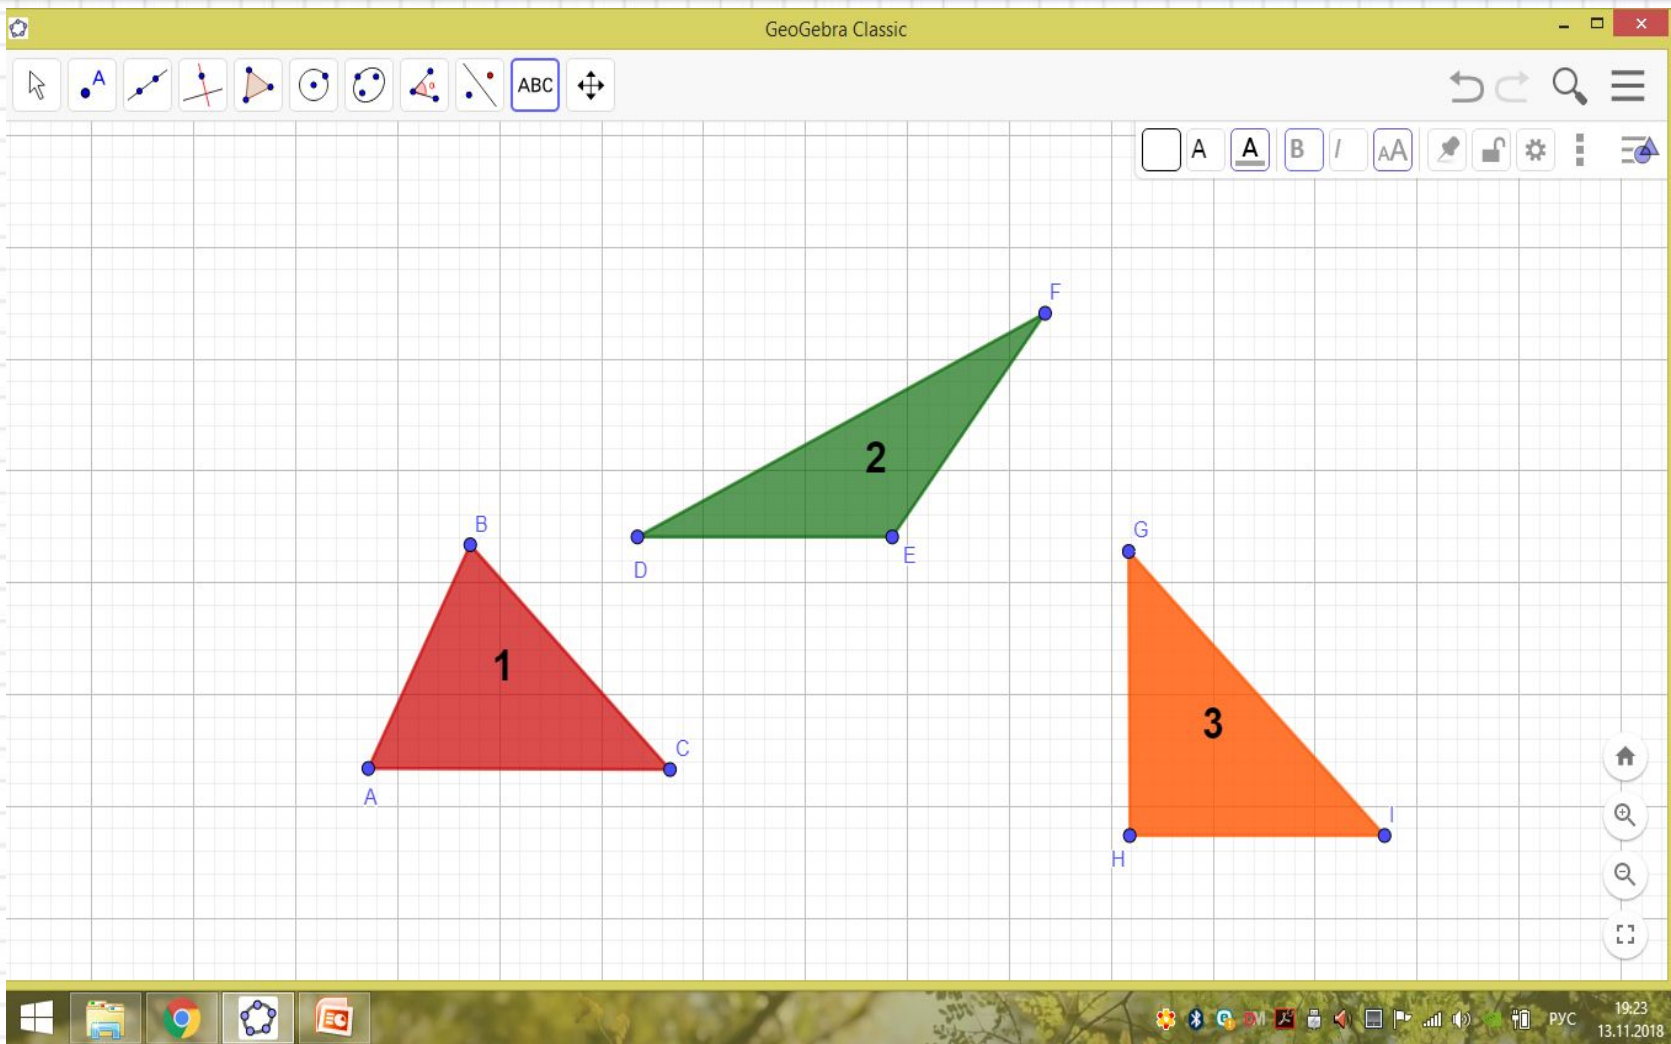 GeoGebra Classic
A
ABC
A A B I AA
F
2
B
D
E
G
1
C
3
A
I
H
РУС
19:23
13.11.2018